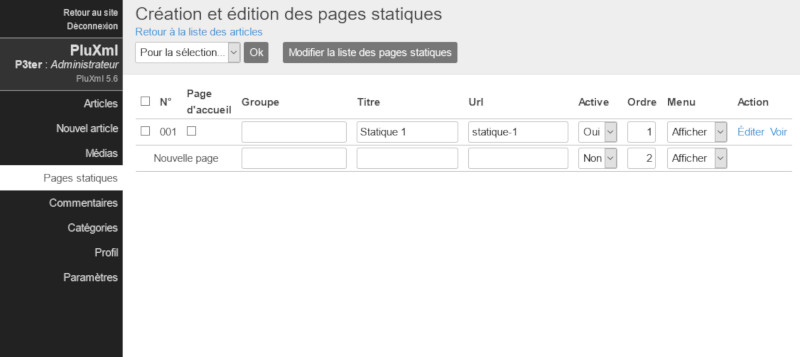 Retour au site
Déconnexion
PluXml
P3ter : Administrateur
PluXml 5.6
Articles
Nouvel article
Médias
Pages statiques
Commentaires
Catégories
Profil
Paramètres
Création et édition des pages statiques
Retour à la liste des articles
Pour la sélection... Ok Modifier la liste des pages statiques
N° Page d'accueil Groupe Titre Url Active Ordre Menu Action
001 Statique 1 statique-1 Oui 1 Afficher Éditer Voir
Nouvelle page Non 2 Afficher